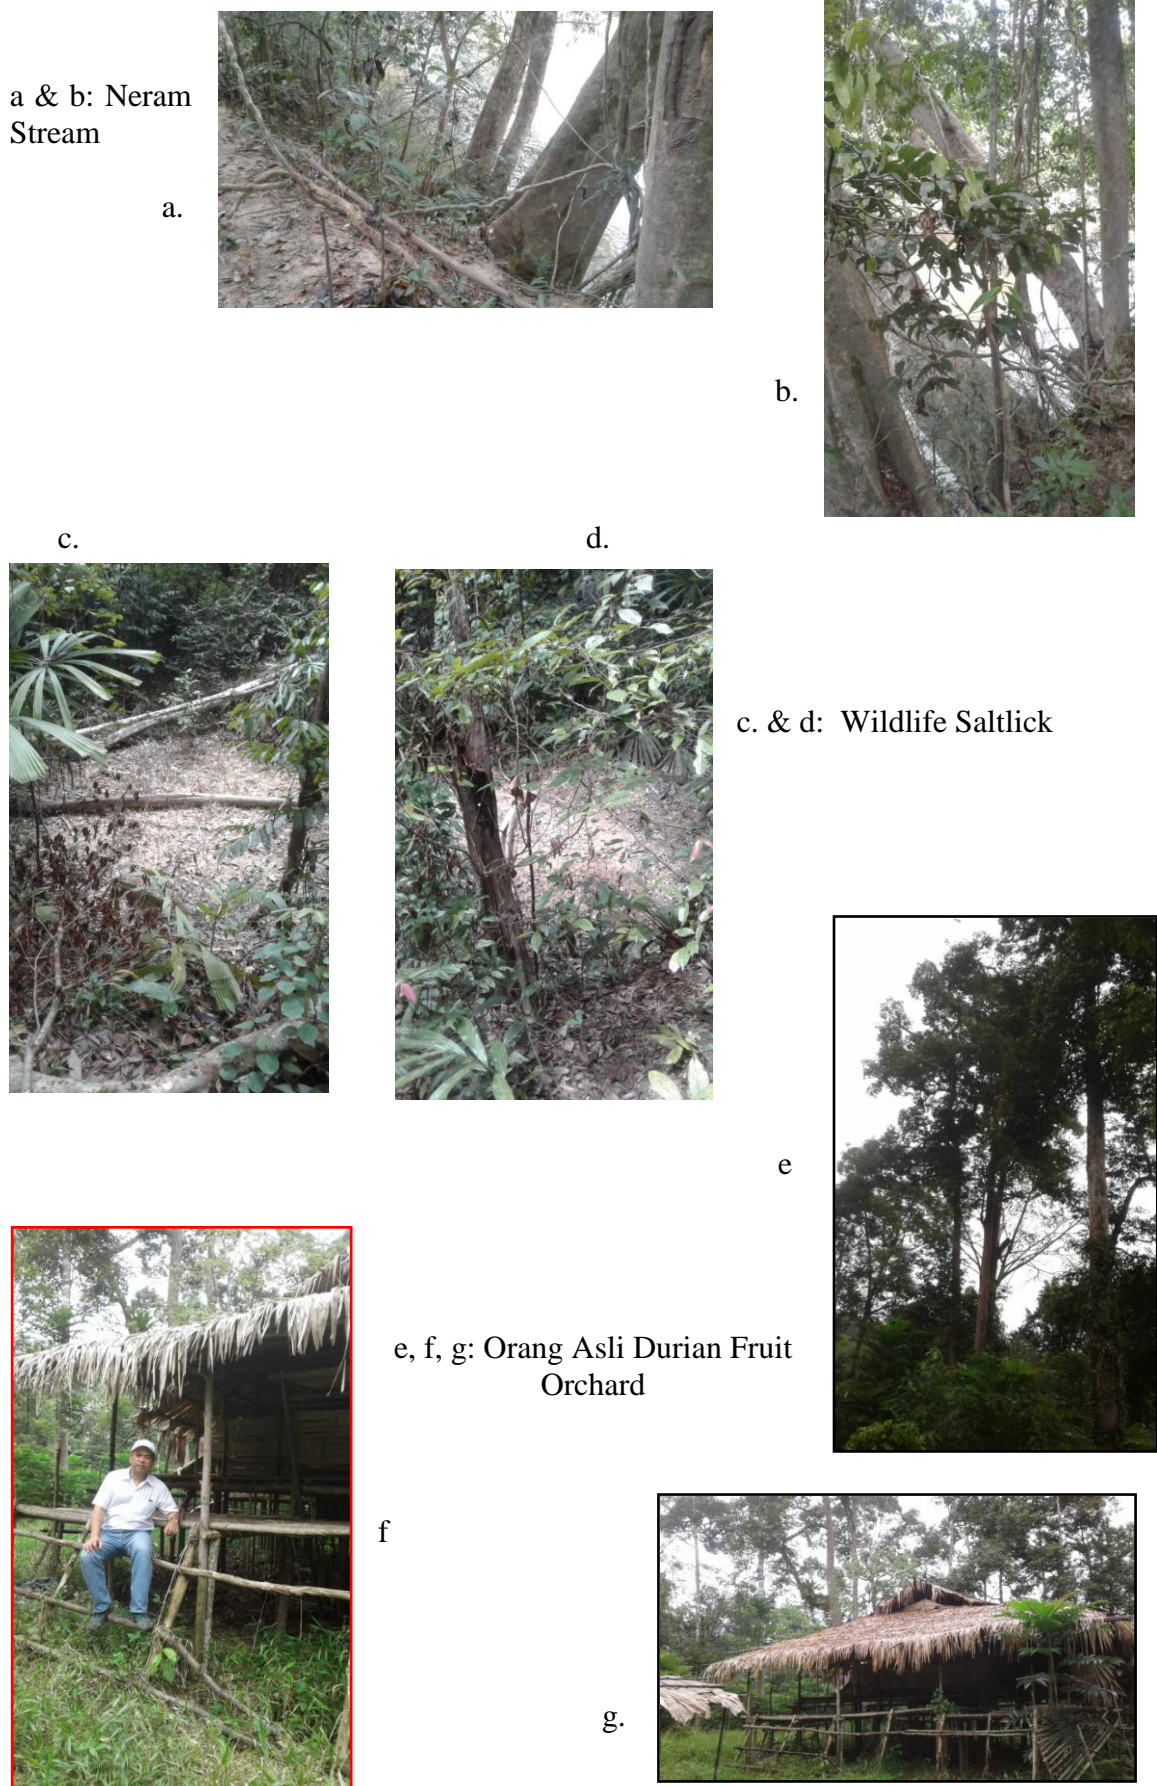 a & b: Neram
Stream
a.
b.
c.
d.
c. & d: Wildlife Saltlick
e
e, f, g: Orang Asli Durian Fruit
Orchard
f
g.